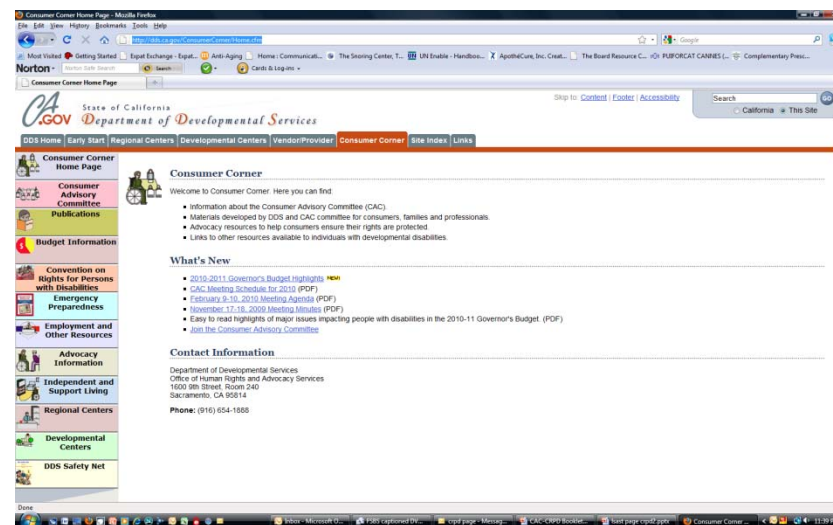 Consumer Corner Home Page - Mozilla Firefox
File Edit View History Bookmarks Tools Help
http://dds.ca.gov/ConsumerCorner/Home.cfm
Google
Most Visited Getting Started Expat Exchange - Expat... Anti-Aging Home : Communicati... The Snoring Center, T... UN Enable - Handboo... ApothéCure, Inc. Creat... The Board Resource C... PUIFORCAT CANNES (... Complementary Presc...
Norton Norton Safe Search Search Cards & Log-ins
Consumer Corner Home Page
Skip to: Content | Footer | Accessibility
Search
GO
California This Site
CA.GOV
State of California
Department of Developmental Services
DDS Home Early Start Regional Centers Developmental Centers Vendor/Provider Consumer Corner Site Index Links
Consumer Corner
Home Page
Consumer
Advisory
Committee
Publications
Budget Information
Convention on
Rights for Persons
with Disabilities
Emergency
Preparedness
Employment and
Other Resources
Advocacy
Information
Independent and
Support Living
Regional Centers
Developmental
Centers
DDS Safety Net
Consumer Corner
Welcome to Consumer Corner. Here you can find:
Information about the Consumer Advisory Committee (CAC).
Materials developed by DDS and CAC committee for consumers, families and professionals.
Advocacy resources to help consumers ensure their rights are protected.
Links to other resources available to individuals with developmental disabilities.
What's New
2010-2011 Governor's Budget Highlights NEW!
CAC Meeting Schedule for 2010 (PDF)
February 9-10, 2010 Meeting Agenda (PDF)
November 17-18, 2009 Meeting Minutes (PDF)
Easy to read highlights of major issues impacting people with disabilities in the 2010-11 Governor's Budget. (PDF)
Join the Consumer Advisory Committee
Contact Information
Department of Developmental Services
Office of Human Rights and Advocacy Services
1600 9th Street, Room 240
Sacramento, CA 95814
Phone: (916) 654-1888
Done
Inbox - Microsoft O... FSBS captioned DV... crpd page - Messag... CAC-CRPD Booklet... last page crpd2.pptx Consumer Corner ...